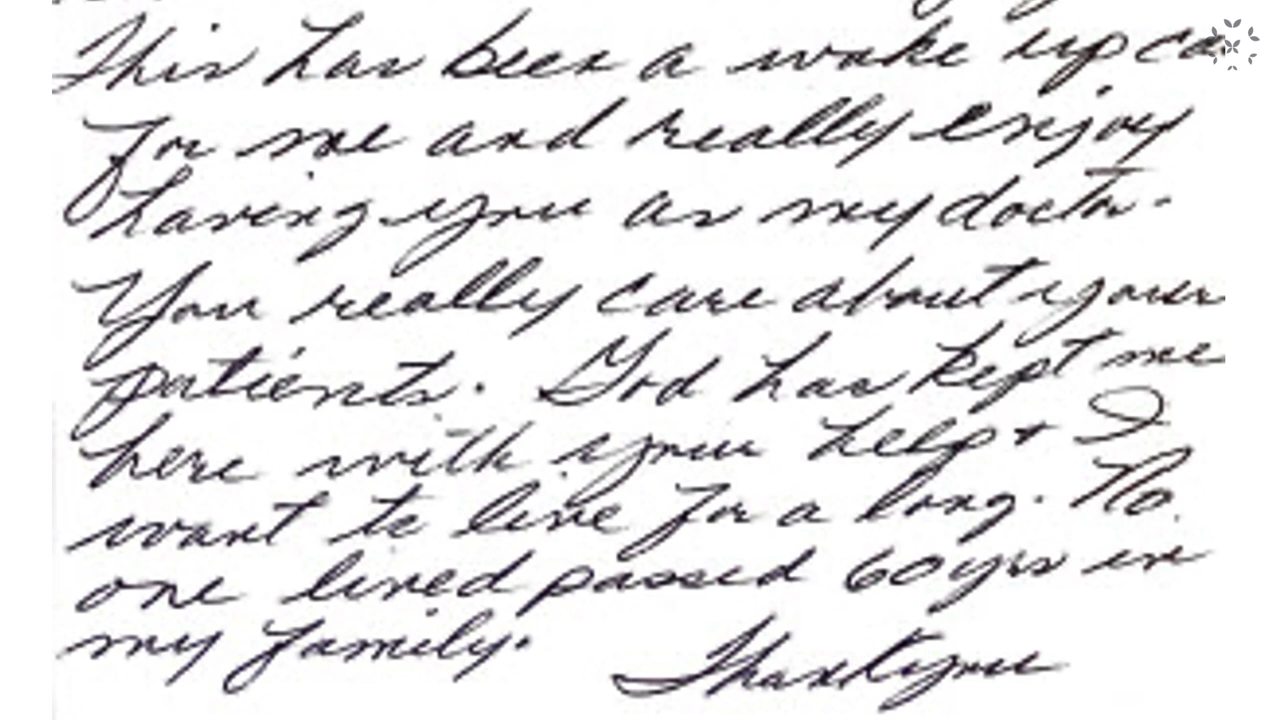 This has been a wake up ca
for me and really enjoy
having you as my doctor.
You really care about your
patients. God has kept me
here with your help + I
want to live for a long. No
one lived passed 60 yrs in
my family.
Thank you